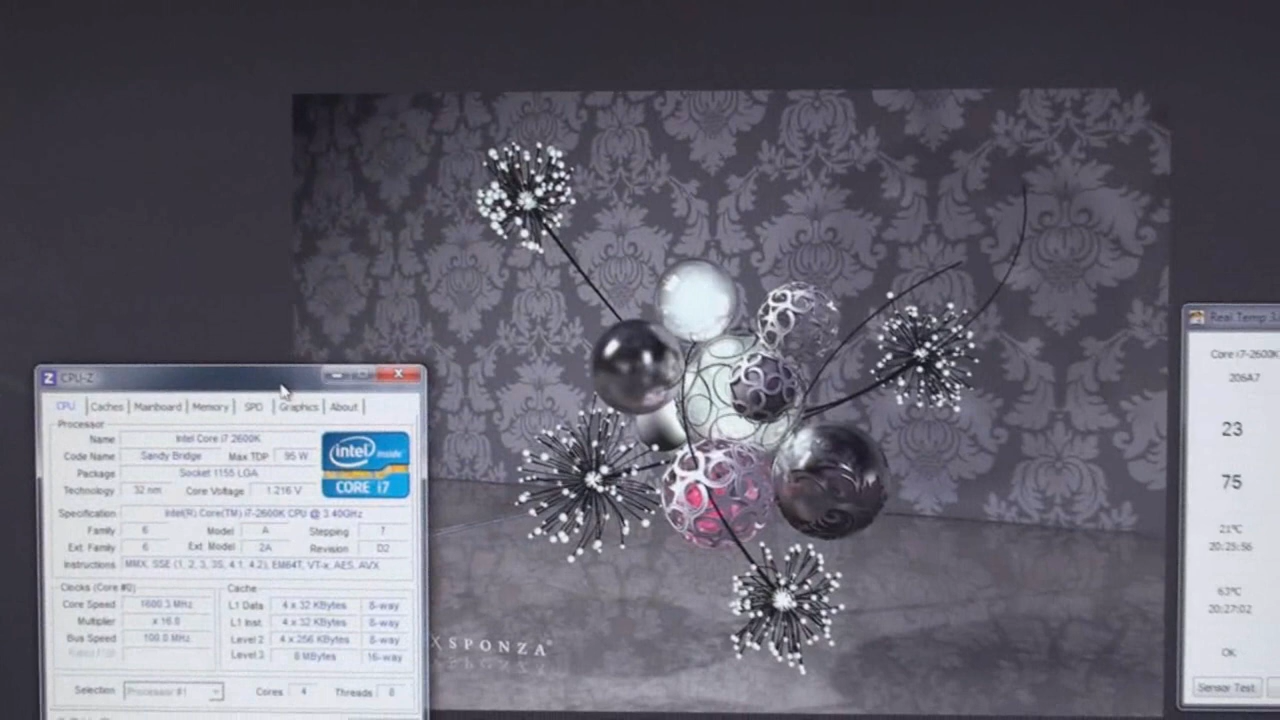 CPU-Z
CPU Caches Mainboard Memory SPD Graphics About
Processor
Name Intel Core i7 2600K
Code Name Sandy Bridge Max TDP 95 W
Package Socket 1155 LGA
Technology 32 nm Core Voltage 1.216 V
intel inside
CORE i7
Specification Intel(R) Core(TM) i7-2600K CPU @ 3.40GHz
Family 6 Model A Stepping 7
Ext. Family 6 Ext. Model 2A Revision D2
Instructions MMX, SSE (1, 2, 3, 3S, 4.1, 4.2), EM64T, VT-x, AES, AVX
Clocks (Core #0)
Core Speed 1600.3 MHz
Multiplier x 16.0
Bus Speed 100.0 MHz
Cache
L1 Data 4 x 32 KBytes 8-way
L1 Inst. 4 x 32 KBytes 8-way
Level 2 4 x 256 KBytes 8-way
Level 3 8 MBytes 16-way
Selection Processor #1 Cores 4 Threads 8
XSPONZA
Real Temp 3.
Core i7-2600K
206A7
23
75
21°C
20:25:56
63°C
20:27:02
OK
Sensor Test